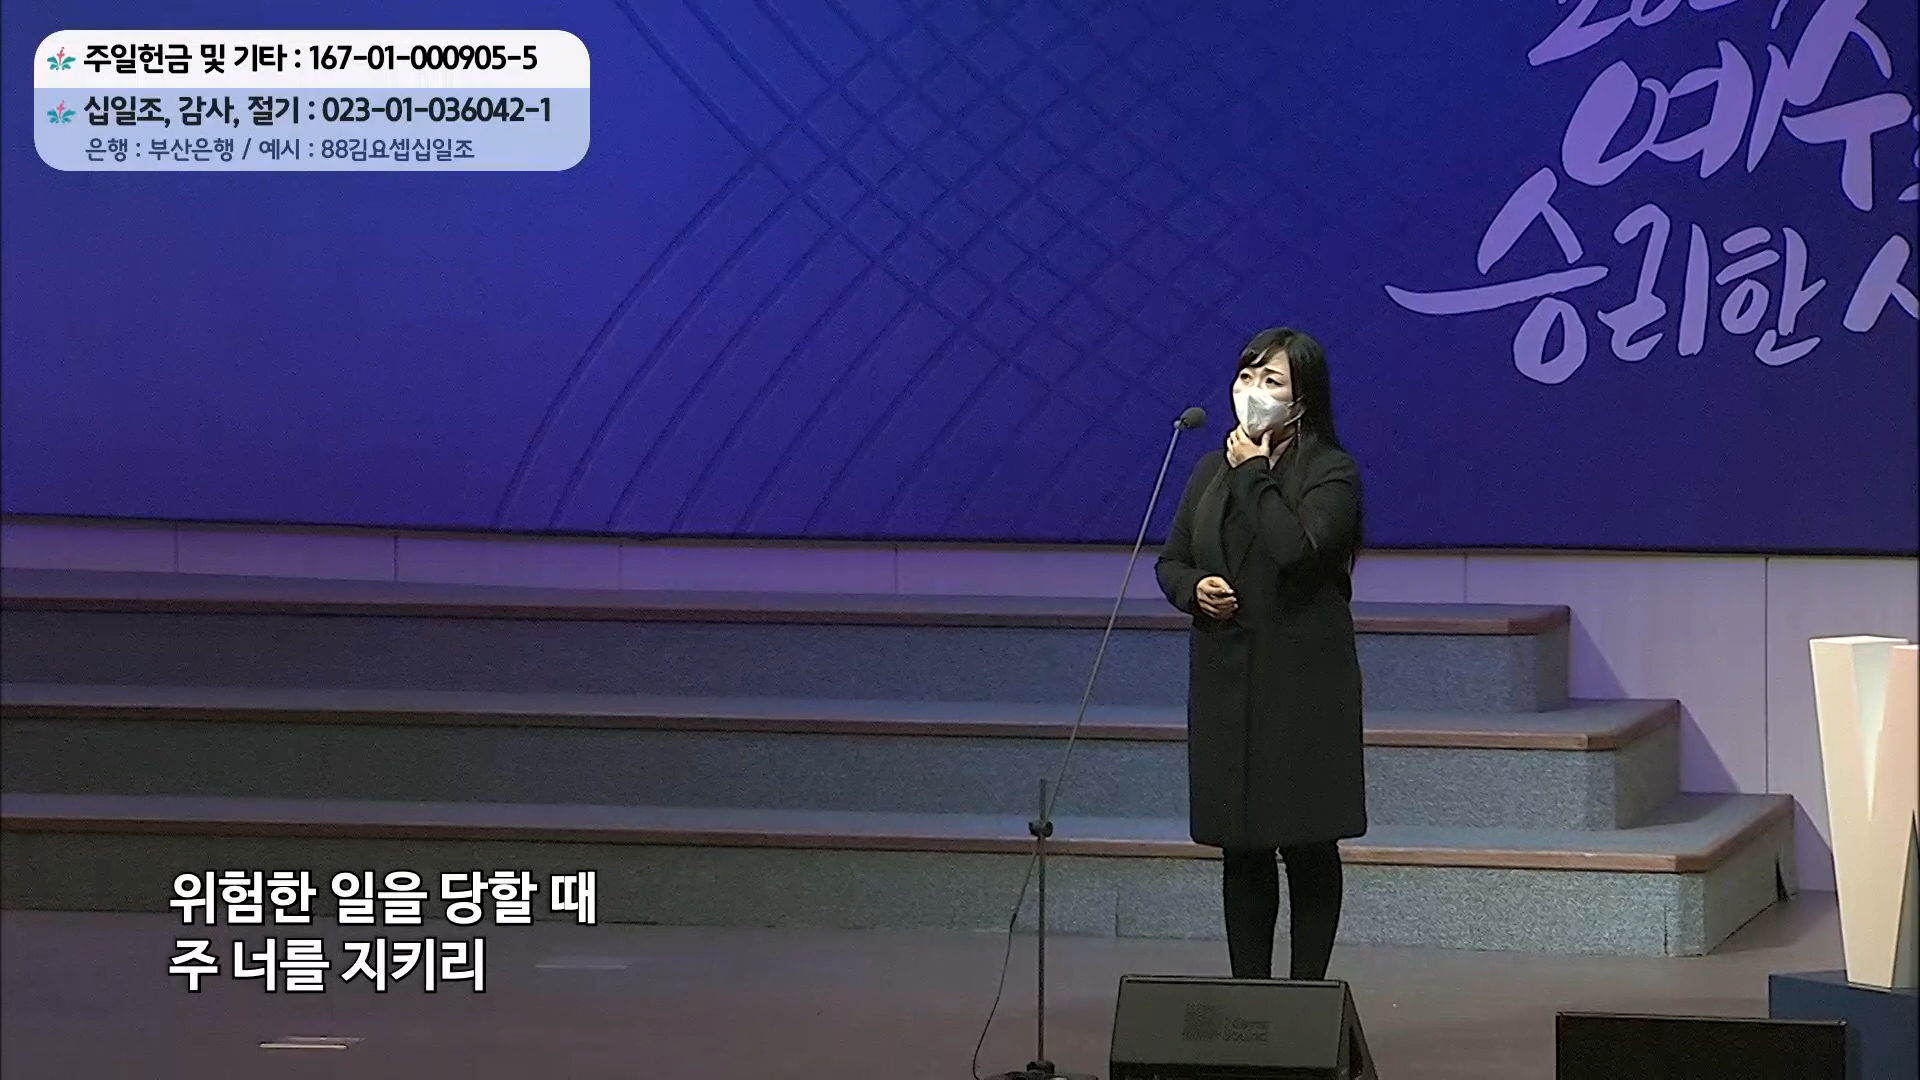 주일헌금 및 기타 : 167-01-000905-5
십일조, 감사, 절기 : 023-01-036042-1
은행 : 부산은행 / 예시 : 88김요셉십일조
예수
승리한
위험한 일을 당할 때
주 너를 지키리